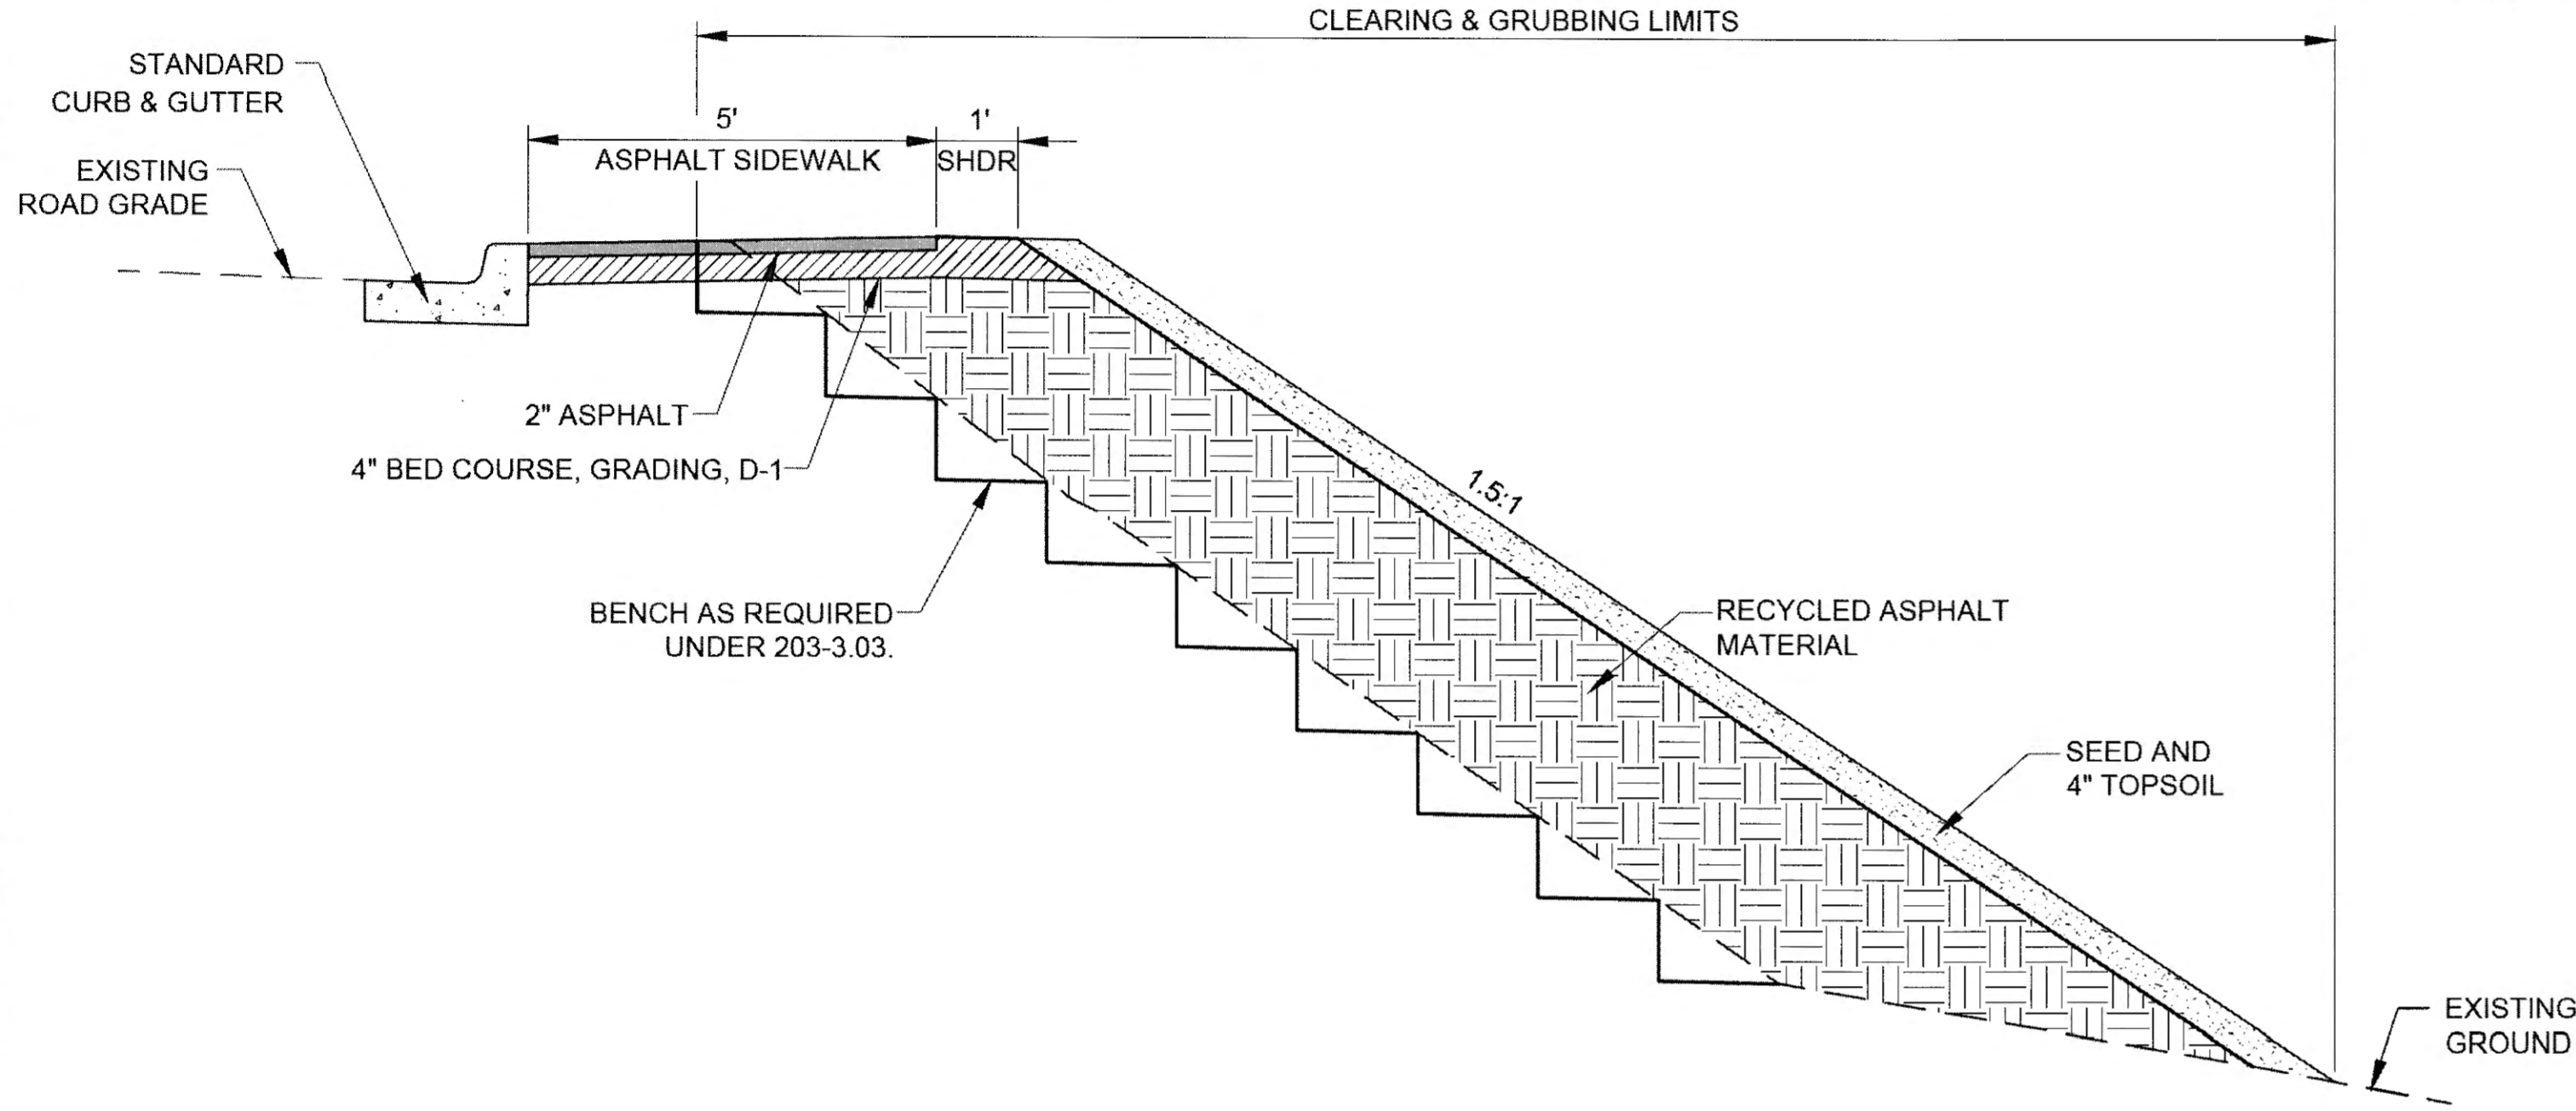 CLEARING & GRUBBING LIMITS
STANDARD
CURB & GUTTER
5'
1'
ASPHALT SIDEWALK
SHDR
EXISTING
ROAD GRADE
2" ASPHALT
4" BED COURSE, GRADING, D-1
1.5:1
BENCH AS REQUIRED
UNDER 203-3.03.
RECYCLED ASPHALT
MATERIAL
SEED AND
4" TOPSOIL
EXISTING
GROUND